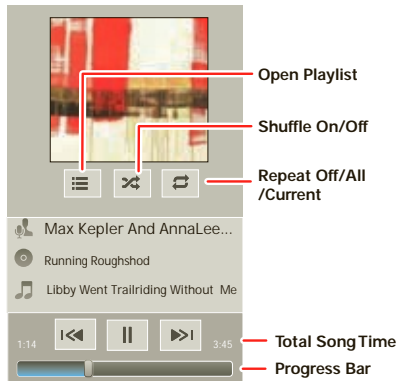 Open Playlist
Shuffle On/Off
Repeat Off/All
/Current
Max Kepler And AnnaLee...
Running Roughshod
Libby Went Trailriding Without Me
1:14
3:45
Total Song Time
Progress Bar